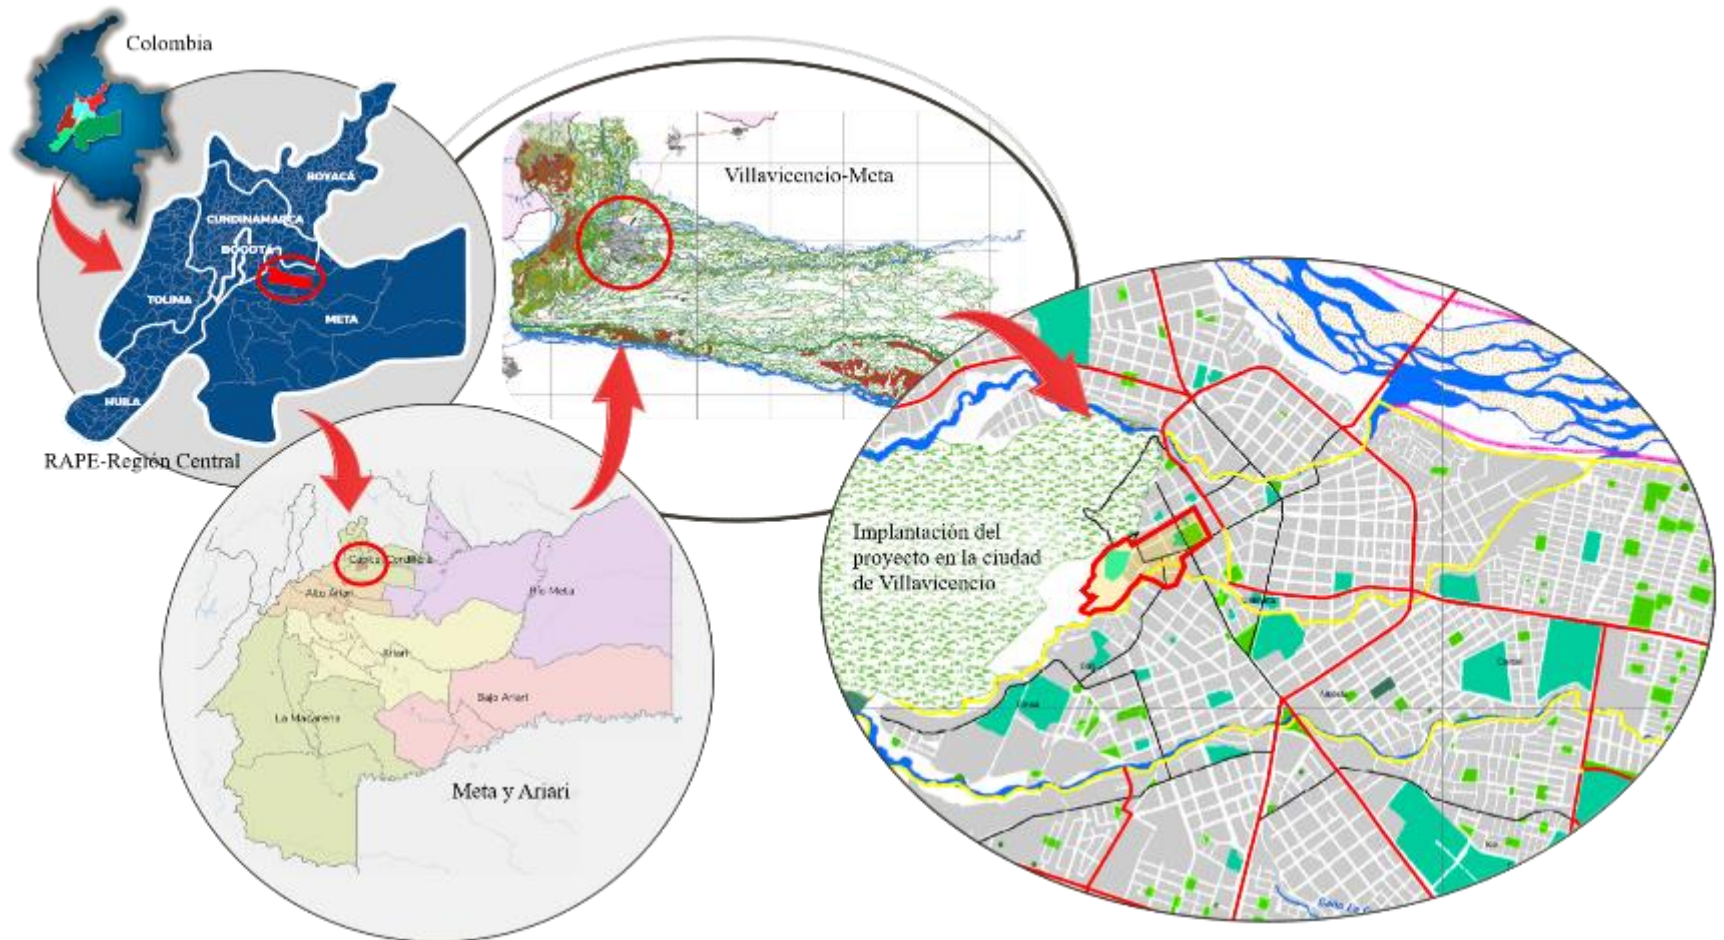 Colombia
BOYACÁ
CUNDINAMARCA
BOGOTÁ
TOLIMA
META
HUILA
RAPE-Región Central
Villavicencio-Meta
Capital Cordillera
Alto Ariari
Río Meta
Ariari
Bajo Ariari
La Macarena
Meta y Ariari
Implantación del
proyecto en la ciudad
de Villavicencio